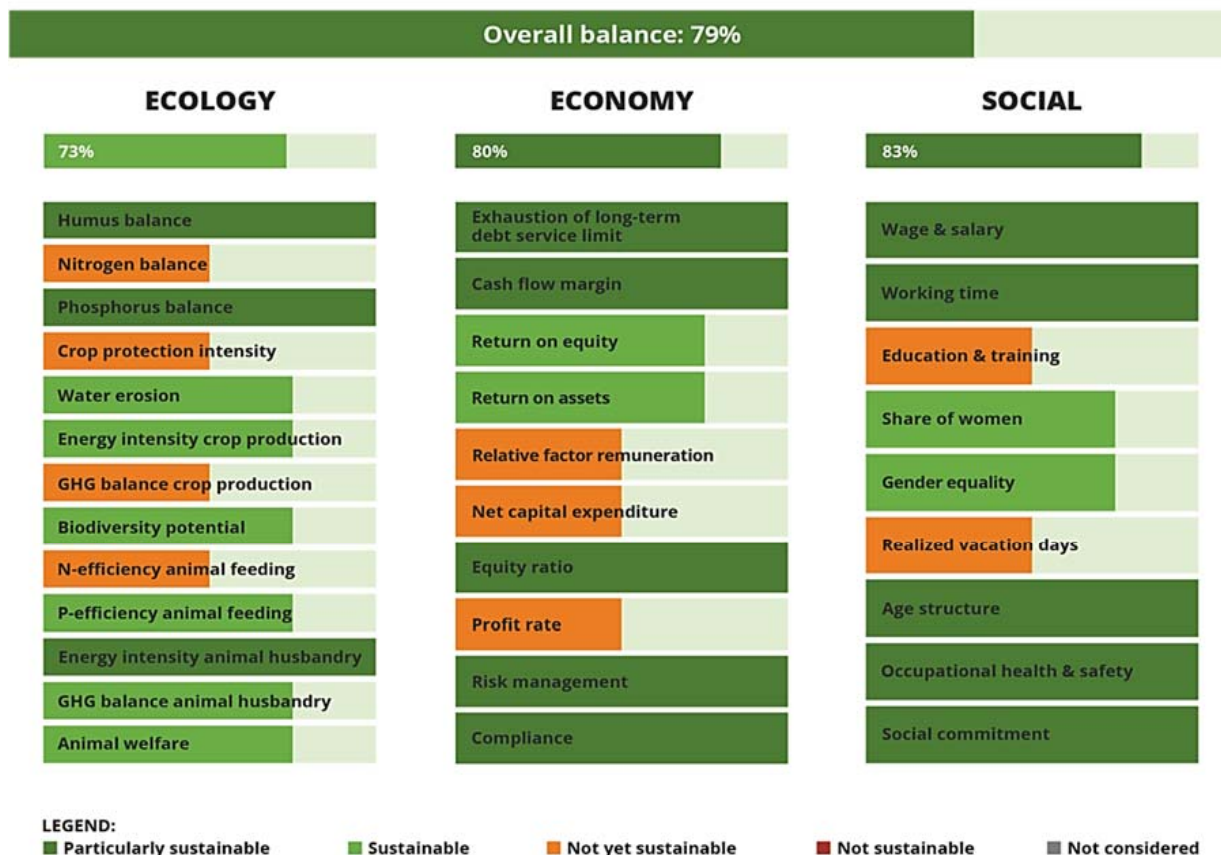 Overall balance: 79%
ECOLOGY
73%
Humus balance
Nitrogen balance
Phosphorus balance
Crop protection intensity
Water erosion
Energy intensity crop production
GHG balance crop production
Biodiversity potential
N-efficiency animal feeding
P-efficiency animal feeding
Energy intensity animal husbandry
GHG balance animal husbandry
Animal welfare
ECONOMY
80%
Exhaustion of long-term
debt service limit
Cash flow margin
Return on equity
Return on assets
Relative factor remuneration
Net capital expenditure
Equity ratio
Profit rate
Risk management
Compliance
SOCIAL
83%
Wage & salary
Working time
Education & training
Share of women
Gender equality
Realized vacation days
Age structure
Occupational health & safety
Social commitment
LEGEND:
Particularly sustainable
Sustainable
Not yet sustainable
Not sustainable
Not considered